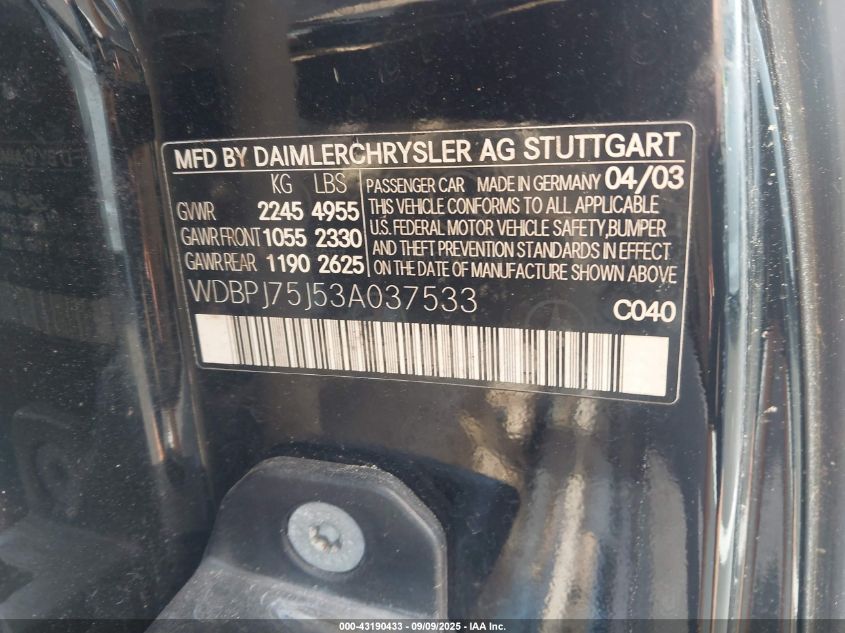 MFD BY DAIMLERCHRYSLER AG STUTTGART
KG LBS
GVWR 2245 4955
GAWR FRONT 1055 2330
GAWR REAR 1190 2625
PASSENGER CAR MADE IN GERMANY 04/03
THIS VEHICLE CONFORMS TO ALL APPLICABLE
U.S. FEDERAL MOTOR VEHICLE SAFETY,BUMPER
AND THEFT PREVENTION STANDARDS IN EFFECT
ON THE DATE OF MANUFACTURE SHOWN ABOVE
WDBPJ75J53A037533
C040
000-43190433 - 09/09/2025 - IAA Inc.